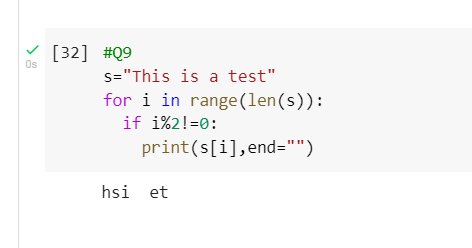 [32] #Q9
0s
s="This is a test"
for i in range(len(s)):
  if i%2!=0:
    print(s[i],end="")
hsi  et